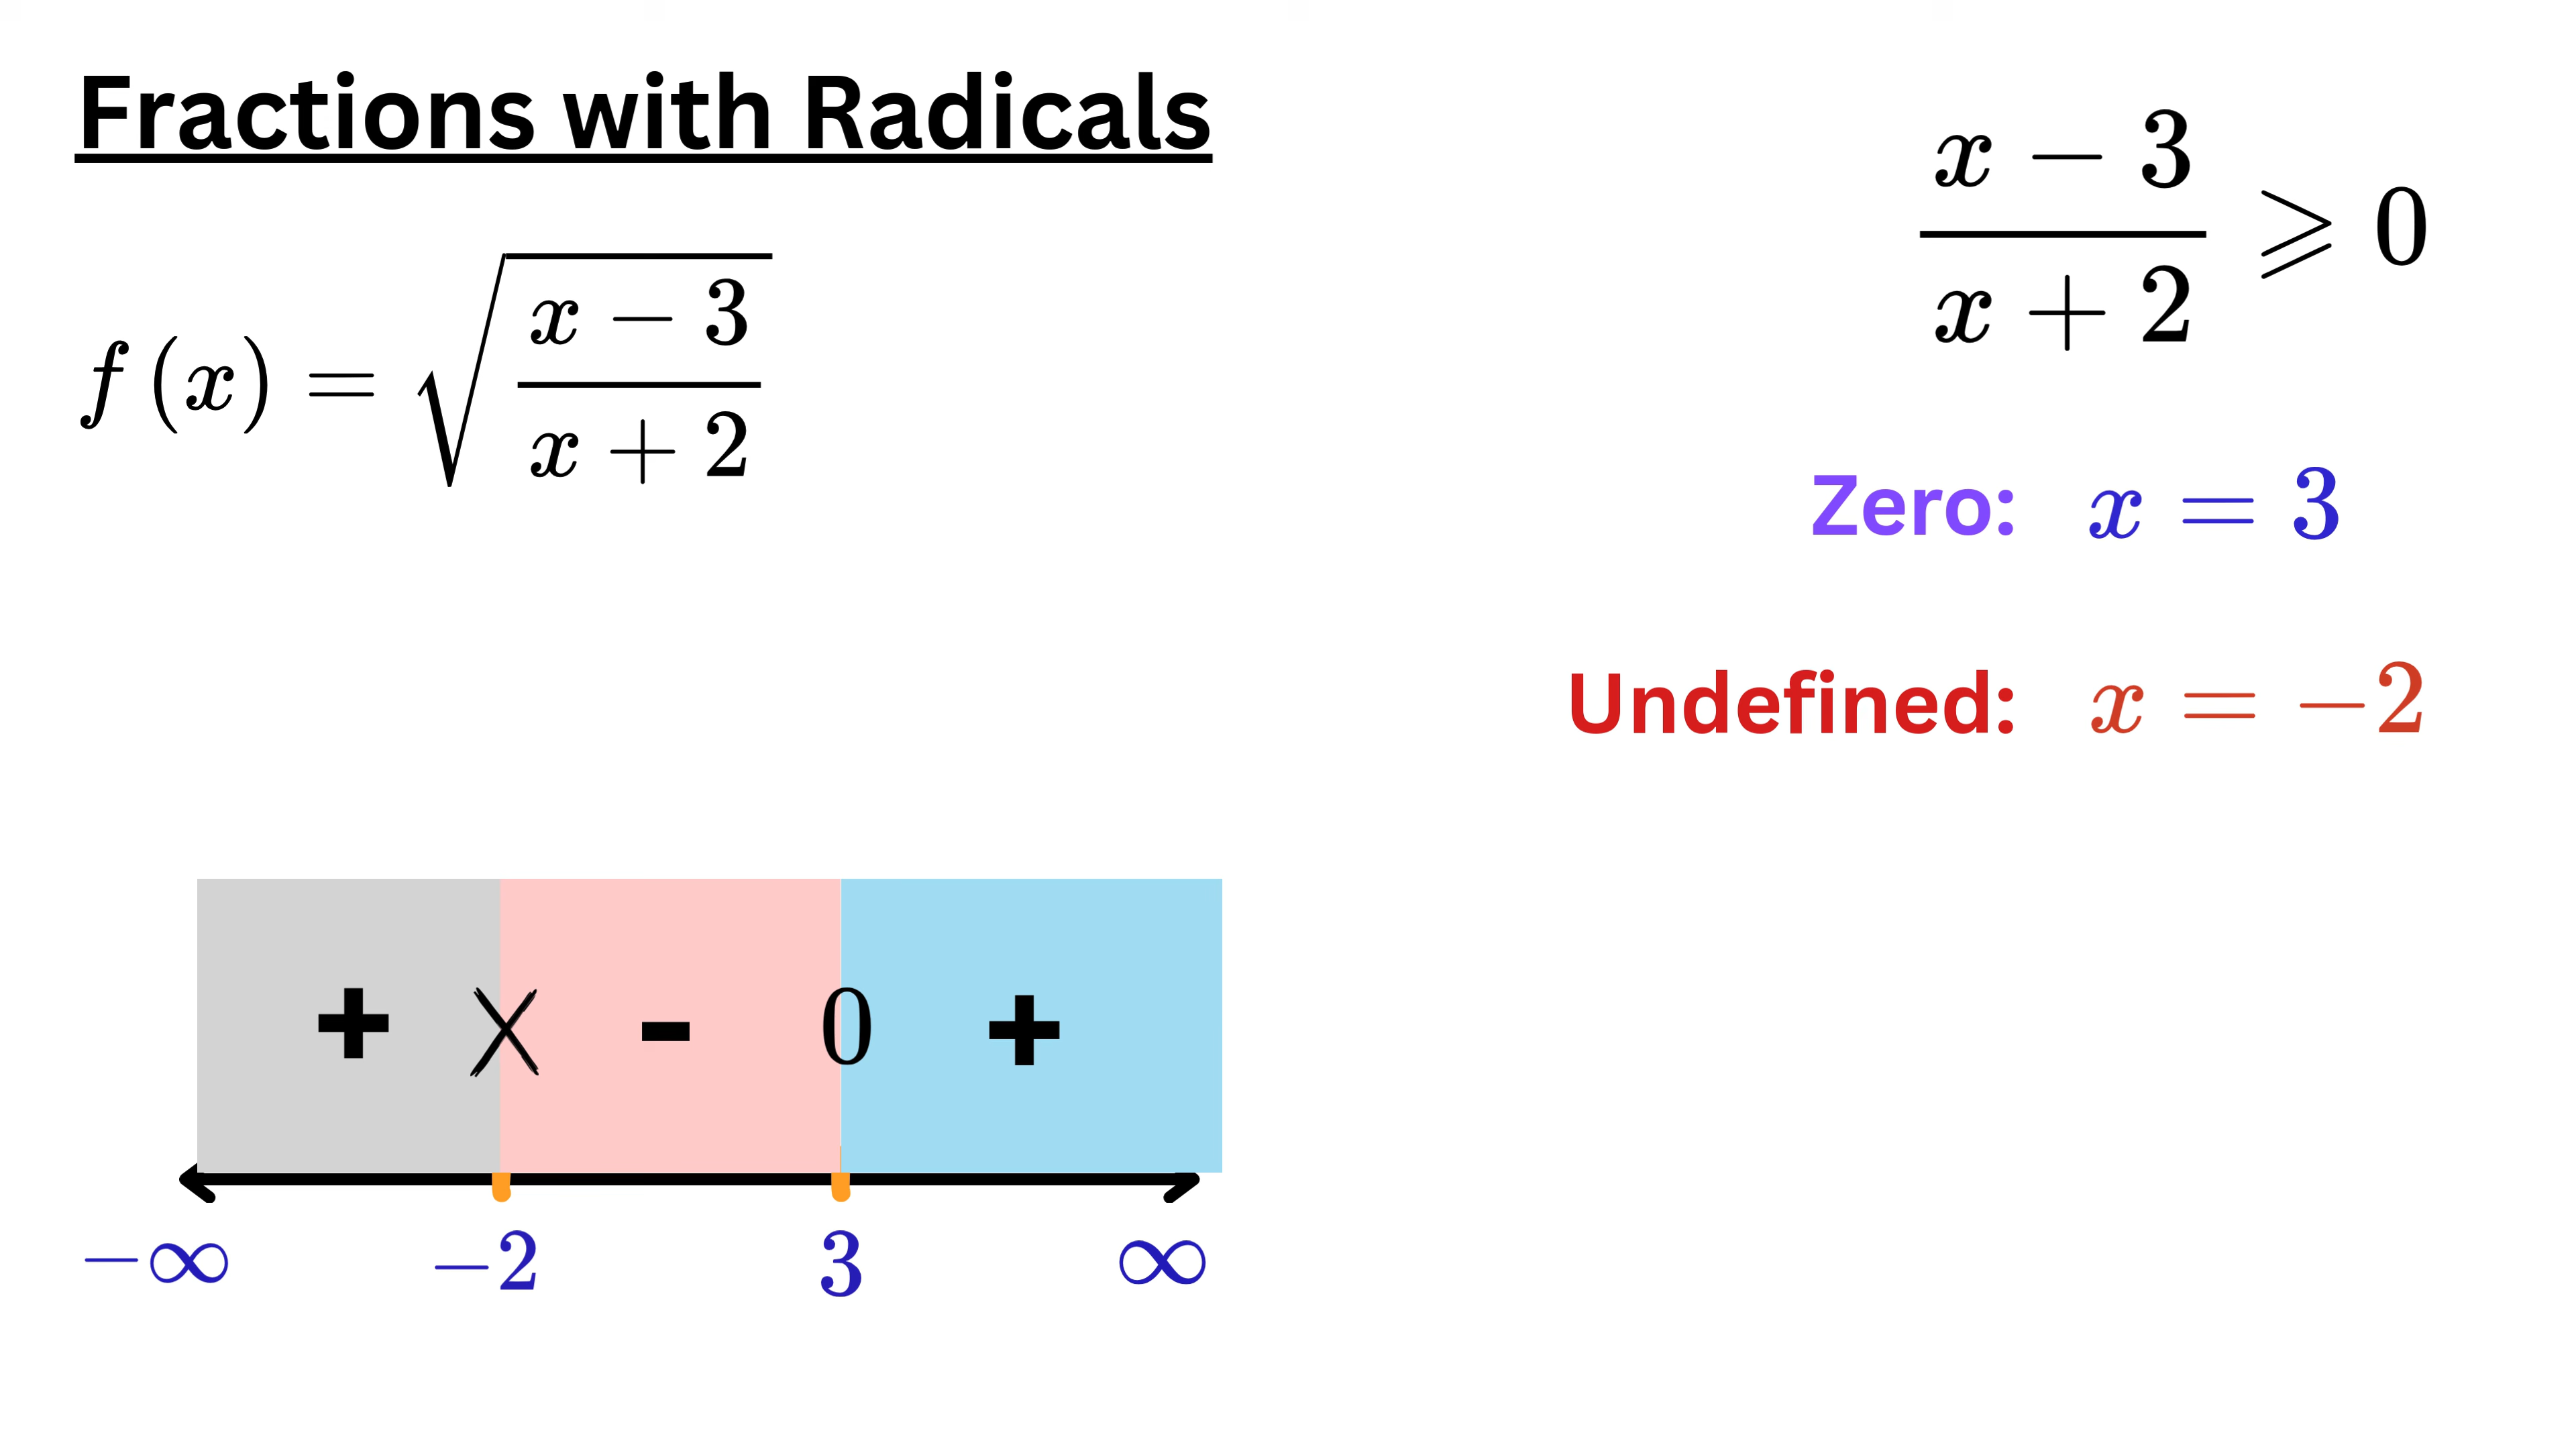 Fractions with Radicals
f(x) = √((x − 3)/(x + 2))
(x − 3)/(x + 2) ⩾ 0
Zero: x = 3
Undefined: x = −2
+ X - 0 +
−∞ −2 3 ∞